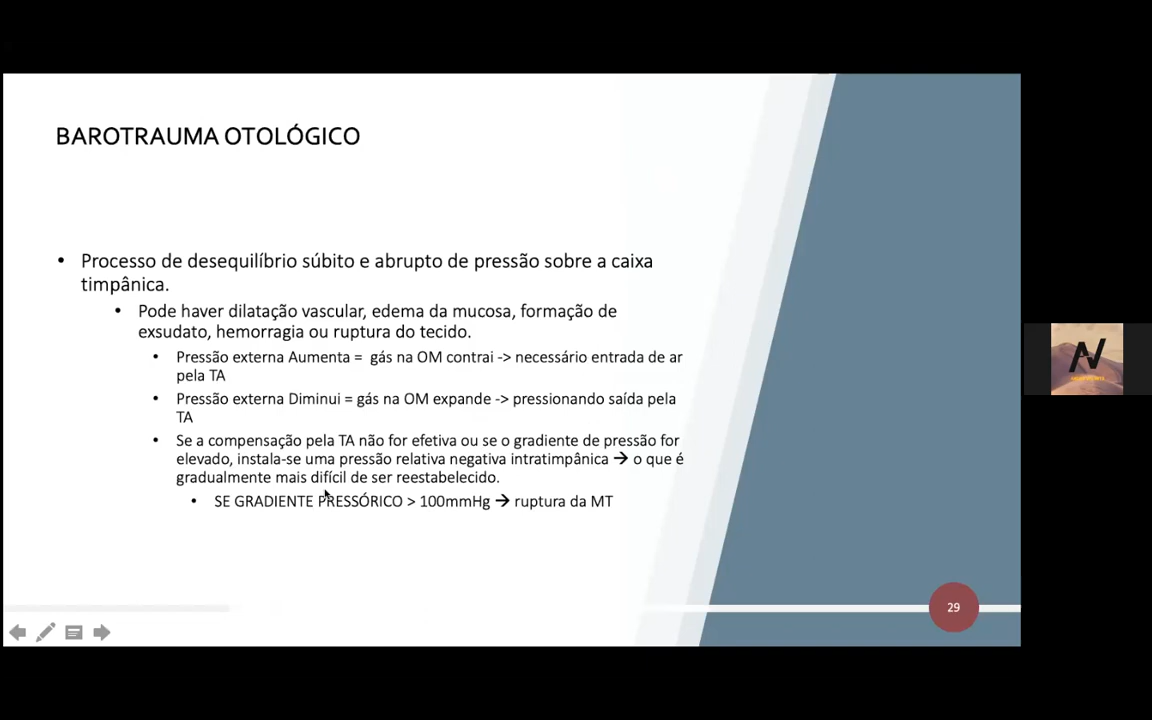 BAROTRAUMA OTOLÓGICO
• Processo de desequilíbrio súbito e abrupto de pressão sobre a caixa
timpânica.
• Pode haver dilatação vascular, edema da mucosa, formação de
exsudato, hemorragia ou ruptura do tecido.
• Pressão externa Aumenta = gás na OM contrai -> necessário entrada de ar
pela TA
• Pressão externa Diminui = gás na OM expande -> pressionando saída pela
TA
• Se a compensação pela TA não for efetiva ou se o gradiente de pressão for
elevado, instala-se uma pressão relativa negativa intratimpânica → o que é
gradualmente mais difícil de ser reestabelecido.
• SE GRADIENTE PRESSÓRICO > 100mmHg → ruptura da MT
29